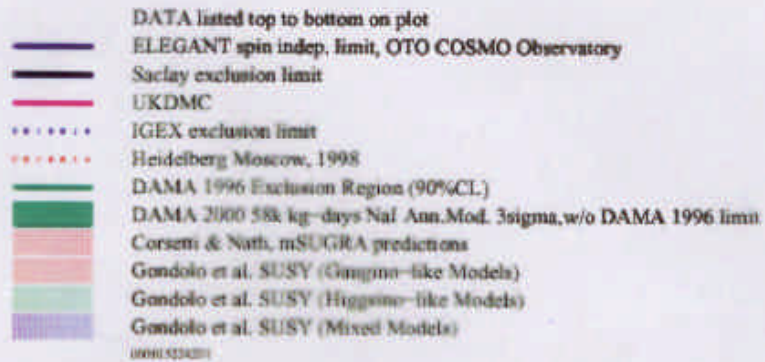 DATA listed top to bottom on plot
ELEGANT spin indep. limit, OTO COSMO Observatory
Saclay exclusion limit
UKDMC
IGEX exclusion limit
Heidelberg Moscow, 1998
DAMA 1996 Exclusion Region (90%CL)
DAMA 2000 58k kg-days NaI Ann.Mod. 3sigma,w/o DAMA 1996 limit
Corsetti & Nath, mSUGRA predictions
Gondolo et al. SUSY (Gaugino-like Models)
Gondolo et al. SUSY (Higgsino-like Models)
Gondolo et al. SUSY (Mixed Models)